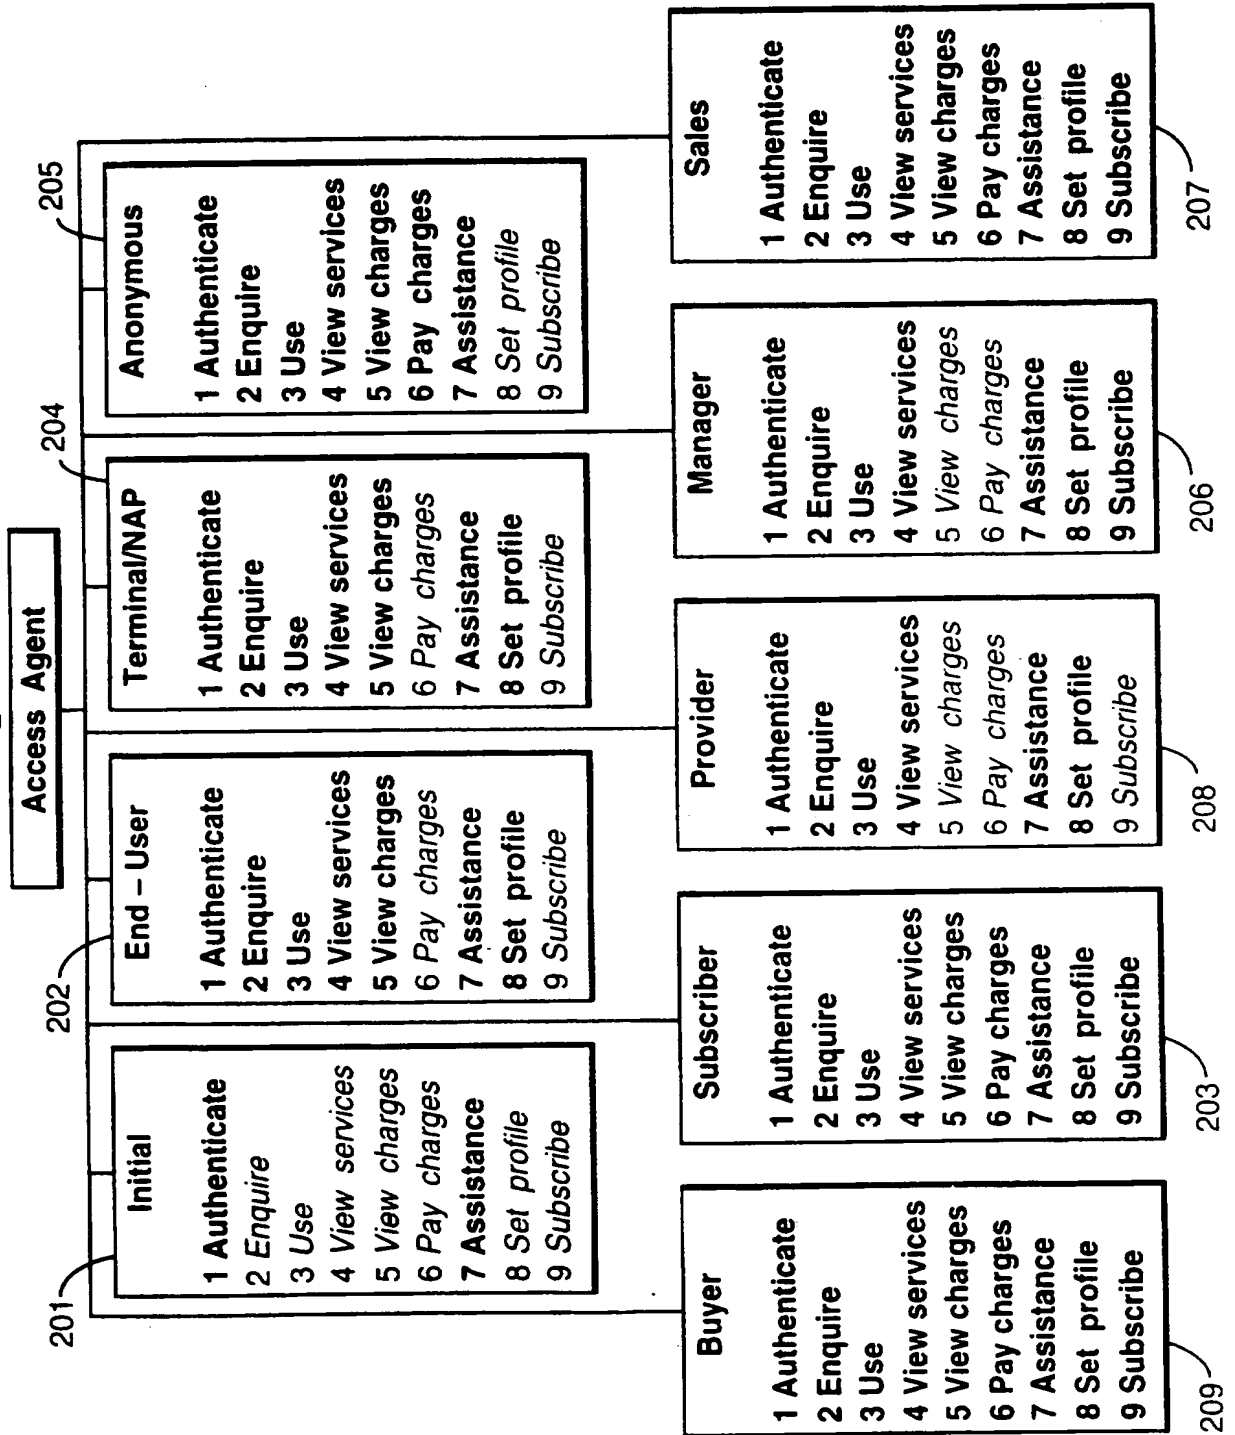 Access Agent
201
Initial
1 Authenticate
2 Enquire
3 Use
4 View services
5 View charges
6 Pay charges
7 Assistance
8 Set profile
9 Subscribe
202
End – User
1 Authenticate
2 Enquire
3 Use
4 View services
5 View charges
6 Pay charges
7 Assistance
8 Set profile
9 Subscribe
204
Terminal/NAP
1 Authenticate
2 Enquire
3 Use
4 View services
5 View charges
6 Pay charges
7 Assistance
8 Set profile
9 Subscribe
205
Anonymous
1 Authenticate
2 Enquire
3 Use
4 View services
5 View charges
6 Pay charges
7 Assistance
8 Set profile
9 Subscribe
Buyer
1 Authenticate
2 Enquire
3 Use
4 View services
5 View charges
6 Pay charges
7 Assistance
8 Set profile
9 Subscribe
209
Subscriber
1 Authenticate
2 Enquire
3 Use
4 View services
5 View charges
6 Pay charges
7 Assistance
8 Set profile
9 Subscribe
203
Provider
1 Authenticate
2 Enquire
3 Use
4 View services
5 View charges
6 Pay charges
7 Assistance
8 Set profile
9 Subscribe
208
Manager
1 Authenticate
2 Enquire
3 Use
4 View services
5 View charges
6 Pay charges
7 Assistance
8 Set profile
9 Subscribe
206
Sales
1 Authenticate
2 Enquire
3 Use
4 View services
5 View charges
6 Pay charges
7 Assistance
8 Set profile
9 Subscribe
207